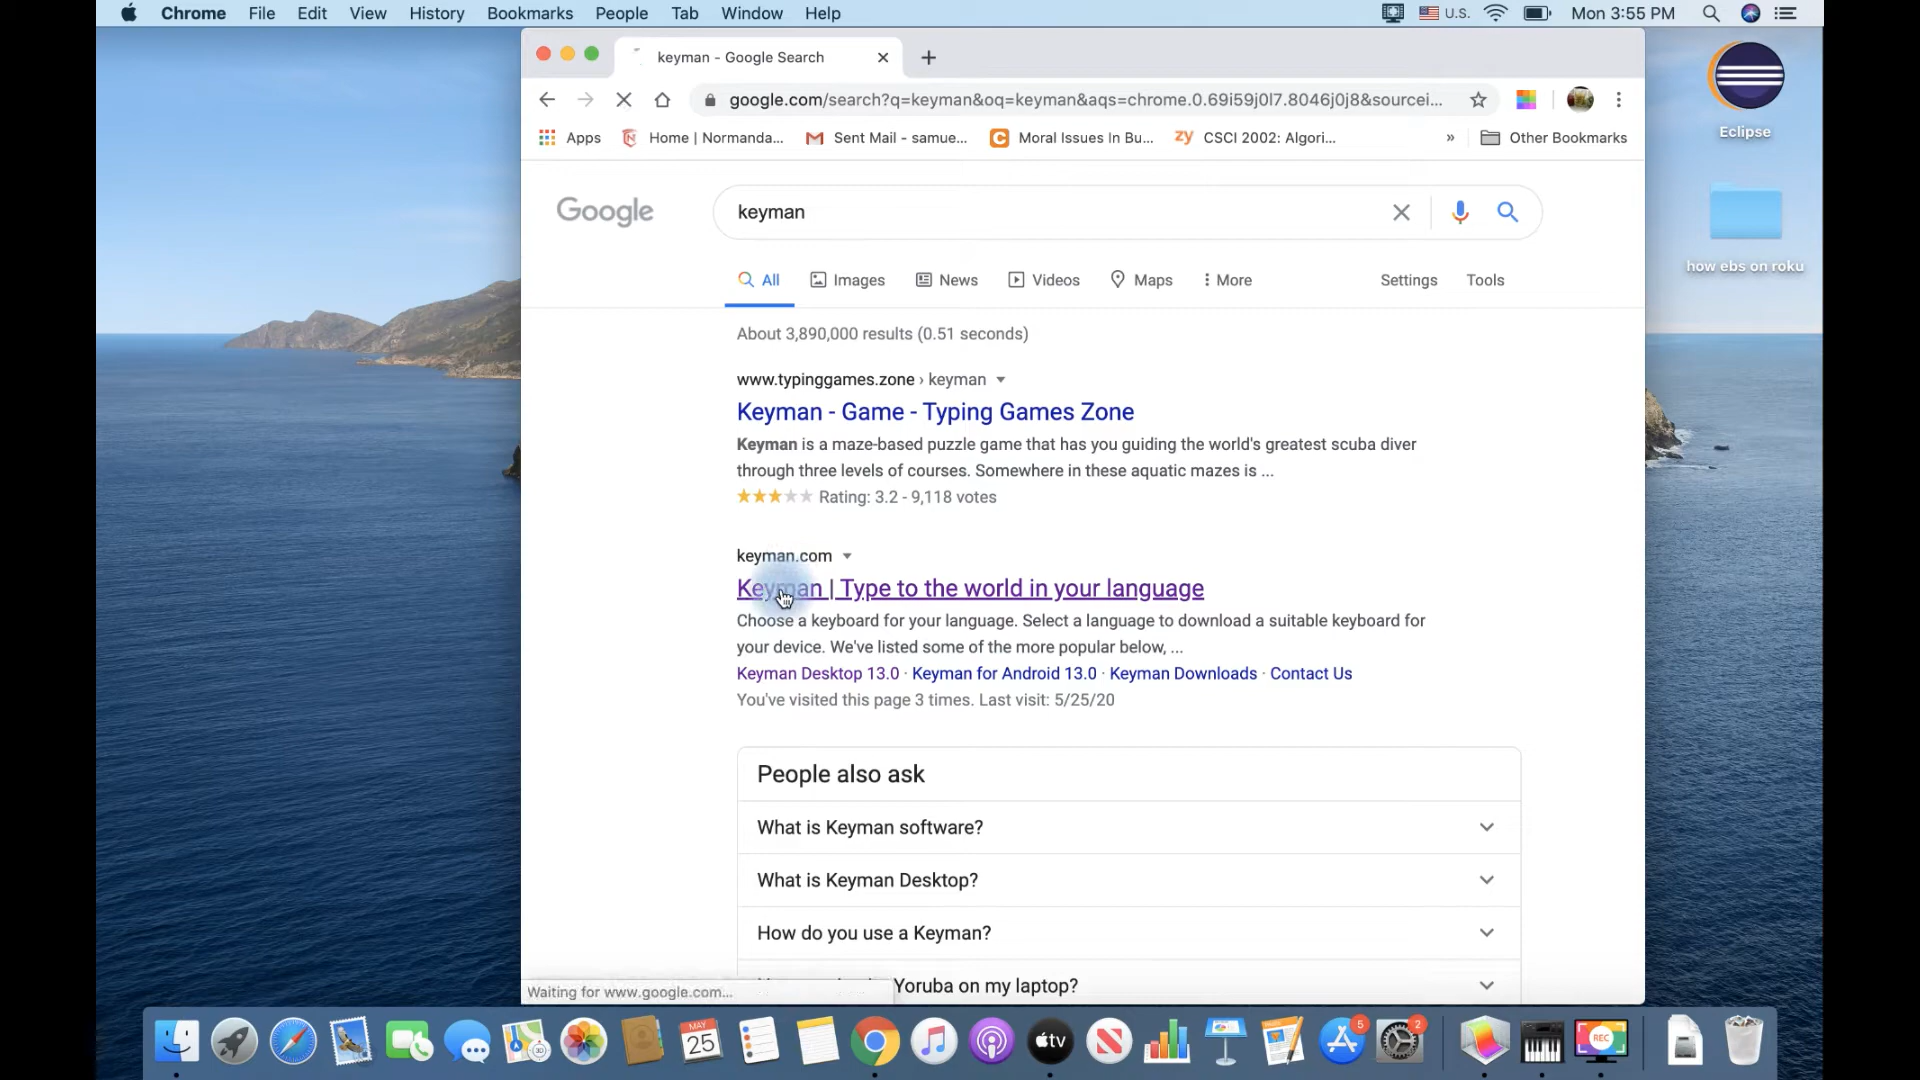 Chrome File Edit View History Bookmarks People Tab Window Help U.S. Mon 3:55 PM
keyman - Google Search
google.com/search?q=keyman&oq=keyman&aqs=chrome.0.69i59j0l7.8046j0j8&sourcei...
Apps Home | Normanda... Sent Mail - samue... Moral Issues In Bu... zy CSCI 2002: Algori... » Other Bookmarks
Eclipse
how ebs on roku
Google keyman
All Images News Videos Maps More Settings Tools
About 3,890,000 results (0.51 seconds)
www.typinggames.zone › keyman
Keyman - Game - Typing Games Zone
Keyman is a maze-based puzzle game that has you guiding the world's greatest scuba diver
through three levels of courses. Somewhere in these aquatic mazes is ...
Rating: 3.2 - 9,118 votes
keyman.com
Keyman | Type to the world in your language
Choose a keyboard for your language. Select a language to download a suitable keyboard for
your device. We've listed some of the more popular below, ...
Keyman Desktop 13.0 · Keyman for Android 13.0 · Keyman Downloads · Contact Us
You've visited this page 3 times. Last visit: 5/25/20
People also ask
What is Keyman software?
What is Keyman Desktop?
How do you use a Keyman?
Yoruba on my laptop?
Waiting for www.google.com...
MAY
25
tv
5
2
REC